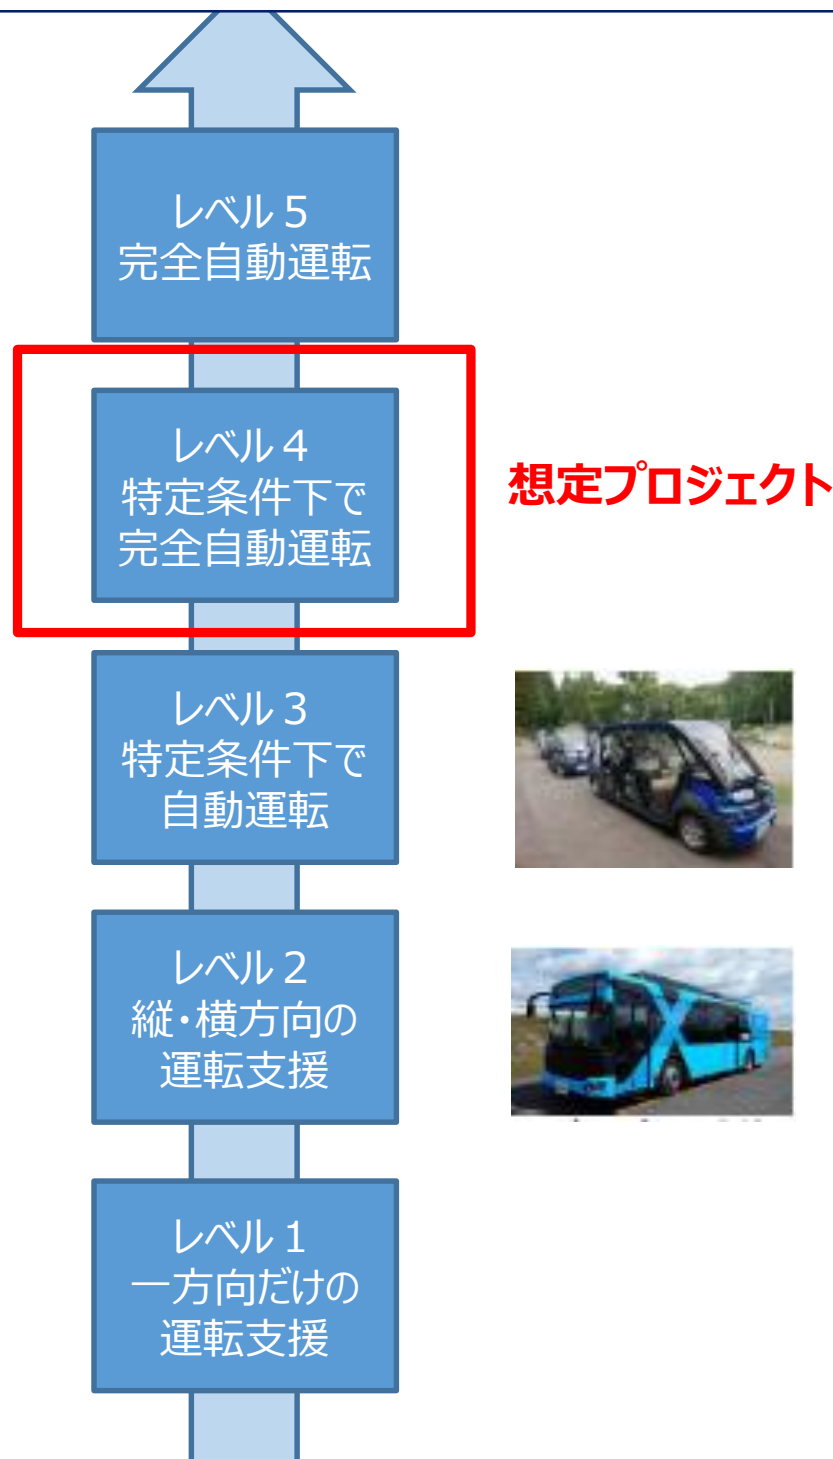 レベル５
完全自動運転
レベル４
特定条件下で
完全自動運転
想定プロジェクト
レベル３
特定条件下で
自動運転
レベル２
縦・横方向の
運転支援
レベル１
一方向だけの
運転支援